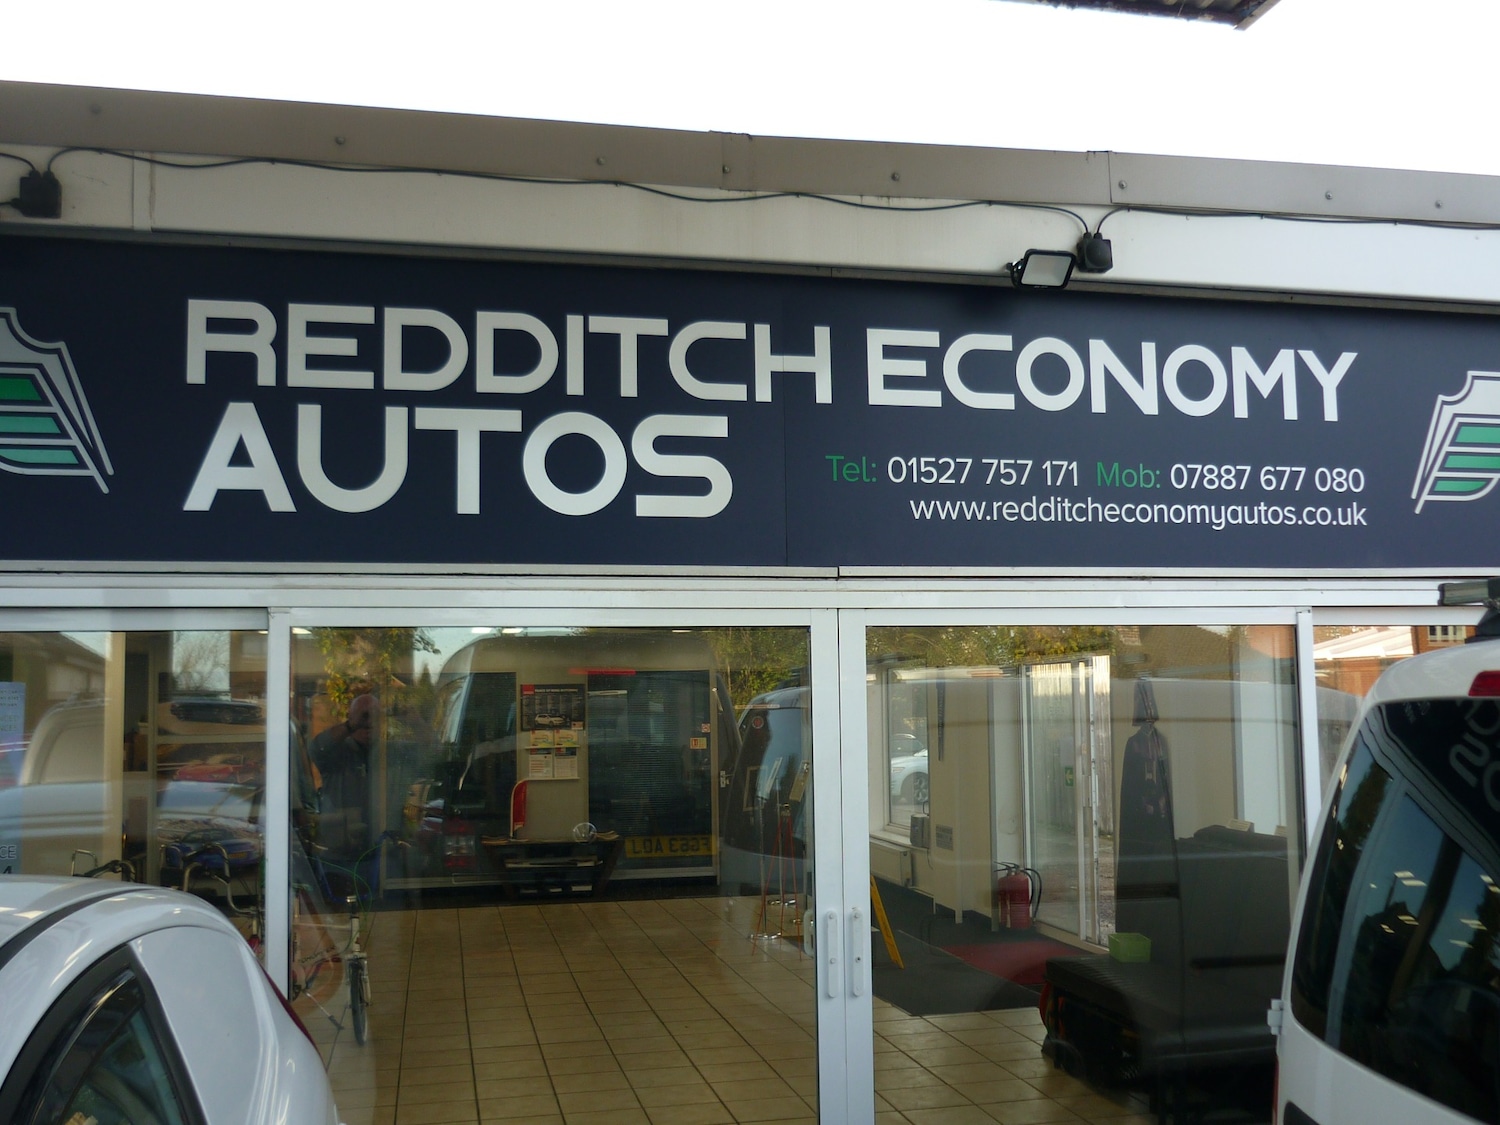 REDDITCH ECONOMY
AUTOS
Tel: 01527 757 171 Mob: 07887 677 080
www.redditcheconomyautos.co.uk